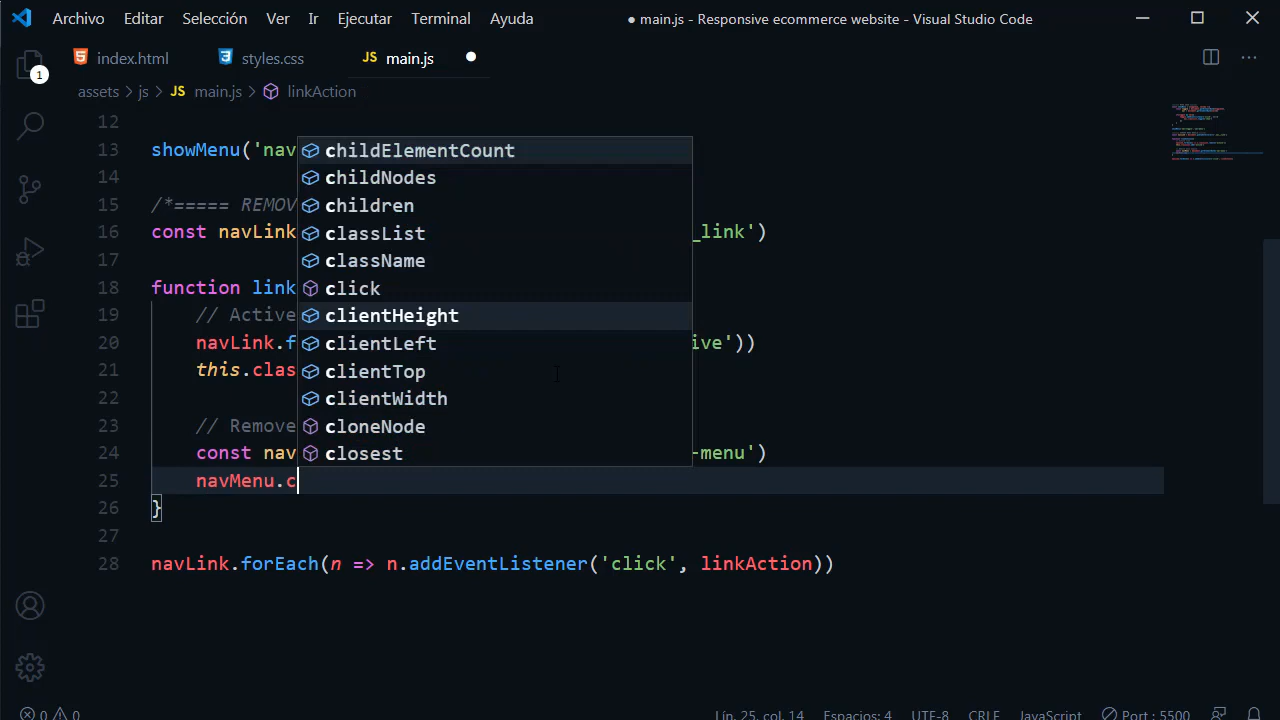 Archivo Editar Selección Ver Ir Ejecutar Terminal Ayuda ● main.js - Responsive ecommerce website - Visual Studio Code
index.html styles.css JS main.js
1
assets > js > JS main.js > linkAction
12
13 showMenu('nav
14
15 /*===== REMOV
16 const navLink _link')
17
18 function link
19 // Active
20 navLink.f ive'))
21 this.clas
22
23 // Remove
24 const nav -menu')
25 navMenu.c
26 }
27
28 navLink.forEach(n => n.addEventListener('click', linkAction))
childElementCount
childNodes
children
classList
className
click
clientHeight
clientLeft
clientTop
clientWidth
cloneNode
closest
0 0 Lín. 25, col. 14 Espacios: 4 UTF-8 CRLF JavaScript Port : 5500